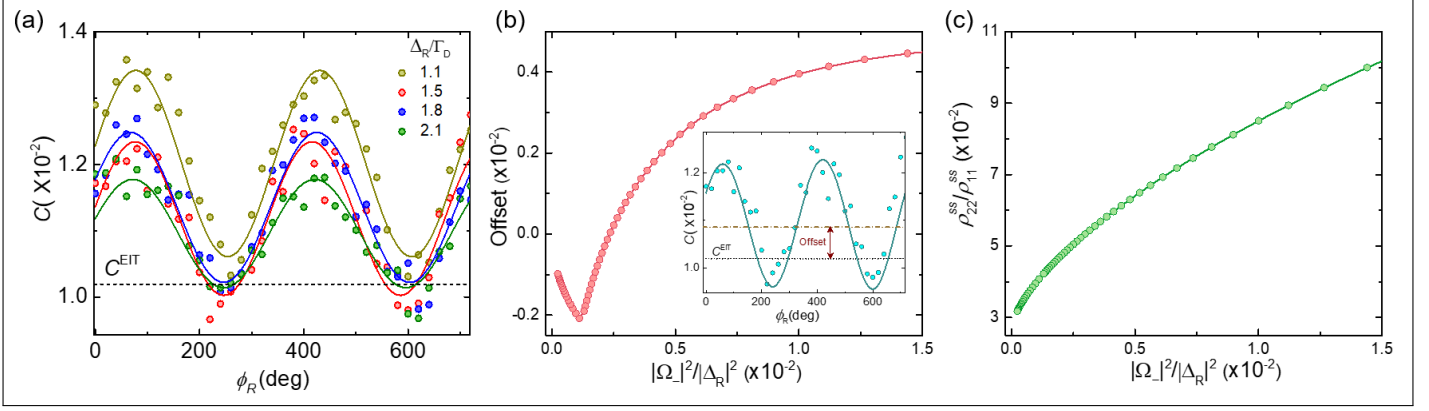 (a)
1.4
1.2
1.0
C( X10⁻²)
Δ_R/Γ_D
1.1
1.5
1.8
2.1
C^EIT
0
200
400
600
ϕ_R(deg)
(b)
0.4
0.2
0.0
-0.2
Offset (x10⁻²)
0.0
0.5
1.0
1.5
|Ω_-|²/|Δ_R|² (x10⁻²)
1.2
1.0
C( X10⁻²)
Offset
C^EIT
0
200
400
600
ϕ_R(deg)
(c)
11
9
7
5
3
ρ₂₂^ss/ρ₁₁^ss (x10⁻²)
0.0
0.5
1.0
1.5
|Ω_-|²/|Δ_R|² (x10⁻²)